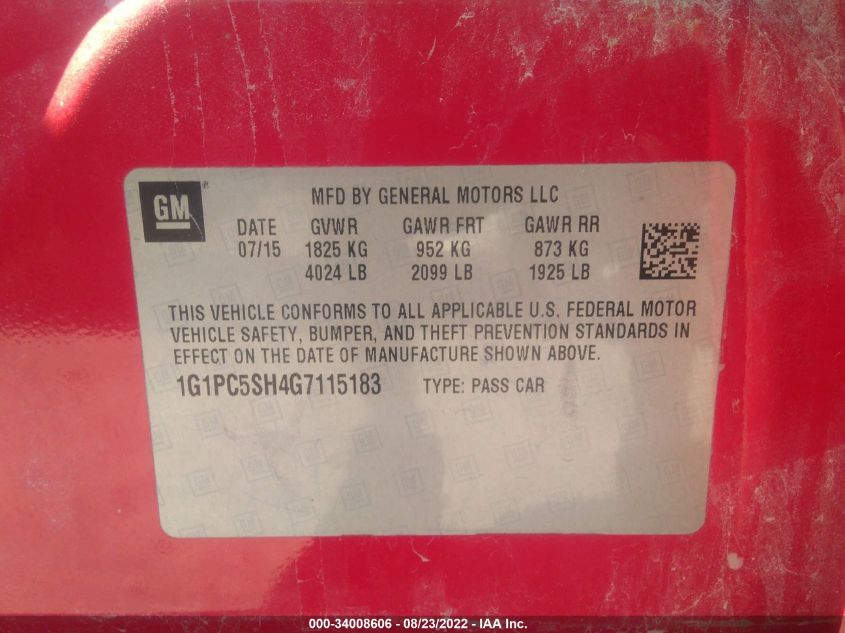 GM
MFD BY GENERAL MOTORS LLC
DATE GVWR GAWR FRT GAWR RR
07/15 1825 KG 952 KG 873 KG
4024 LB 2099 LB 1925 LB
THIS VEHICLE CONFORMS TO ALL APPLICABLE U.S. FEDERAL MOTOR
VEHICLE SAFETY, BUMPER, AND THEFT PREVENTION STANDARDS IN
EFFECT ON THE DATE OF MANUFACTURE SHOWN ABOVE.
1G1PC5SH4G7115183 TYPE: PASS CAR
000-34008606 - 08/23/2022 - IAA Inc.